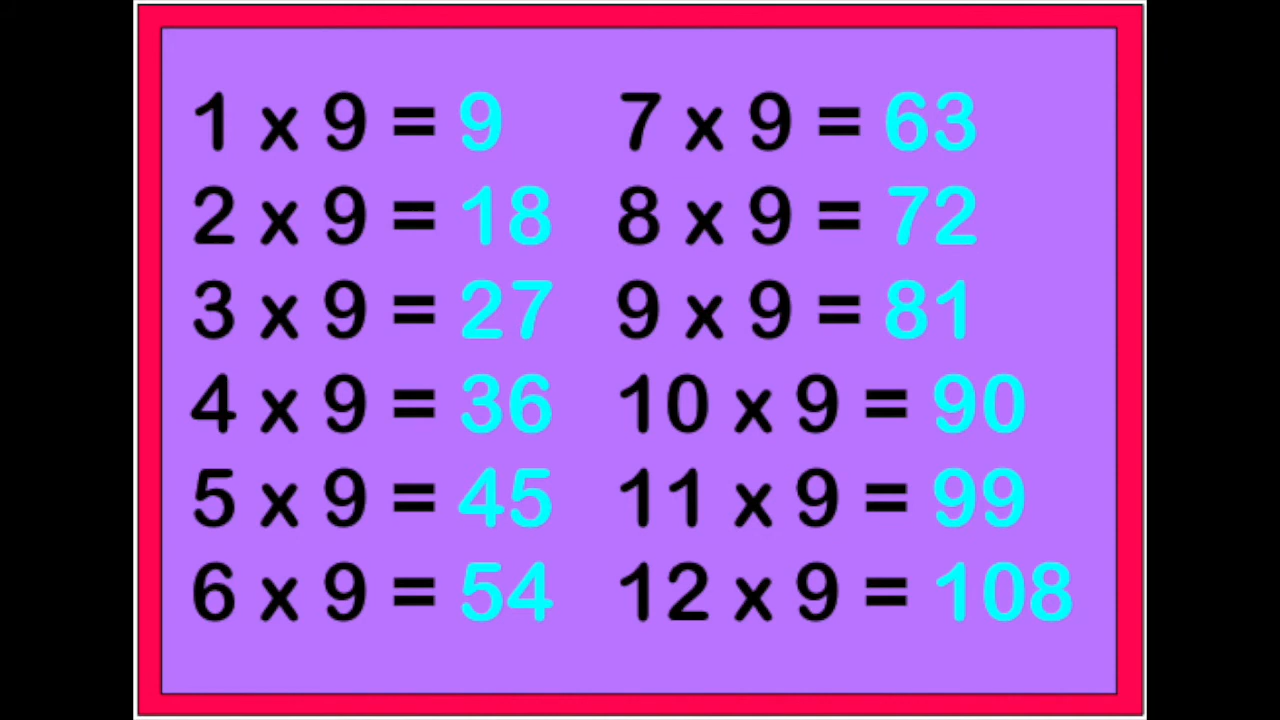 1 x 9 = 9
2 x 9 = 18
3 x 9 = 27
4 x 9 = 36
5 x 9 = 45
6 x 9 = 54
7 x 9 = 63
8 x 9 = 72
9 x 9 = 81
10 x 9 = 90
11 x 9 = 99
12 x 9 = 108